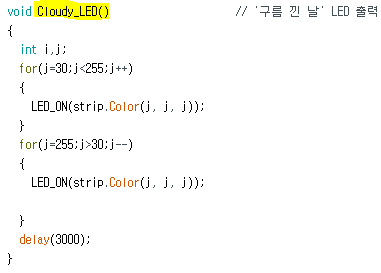 void Cloudy_LED() // '구름 낀 날' LED 출력
{
int i,j;
for(j=30;j<255;j++)
{
LED_ON(strip.Color(j, j, j));
}
for(j=255;j>30;j--)
{
LED_ON(strip.Color(j, j, j));
}
delay(3000);
}